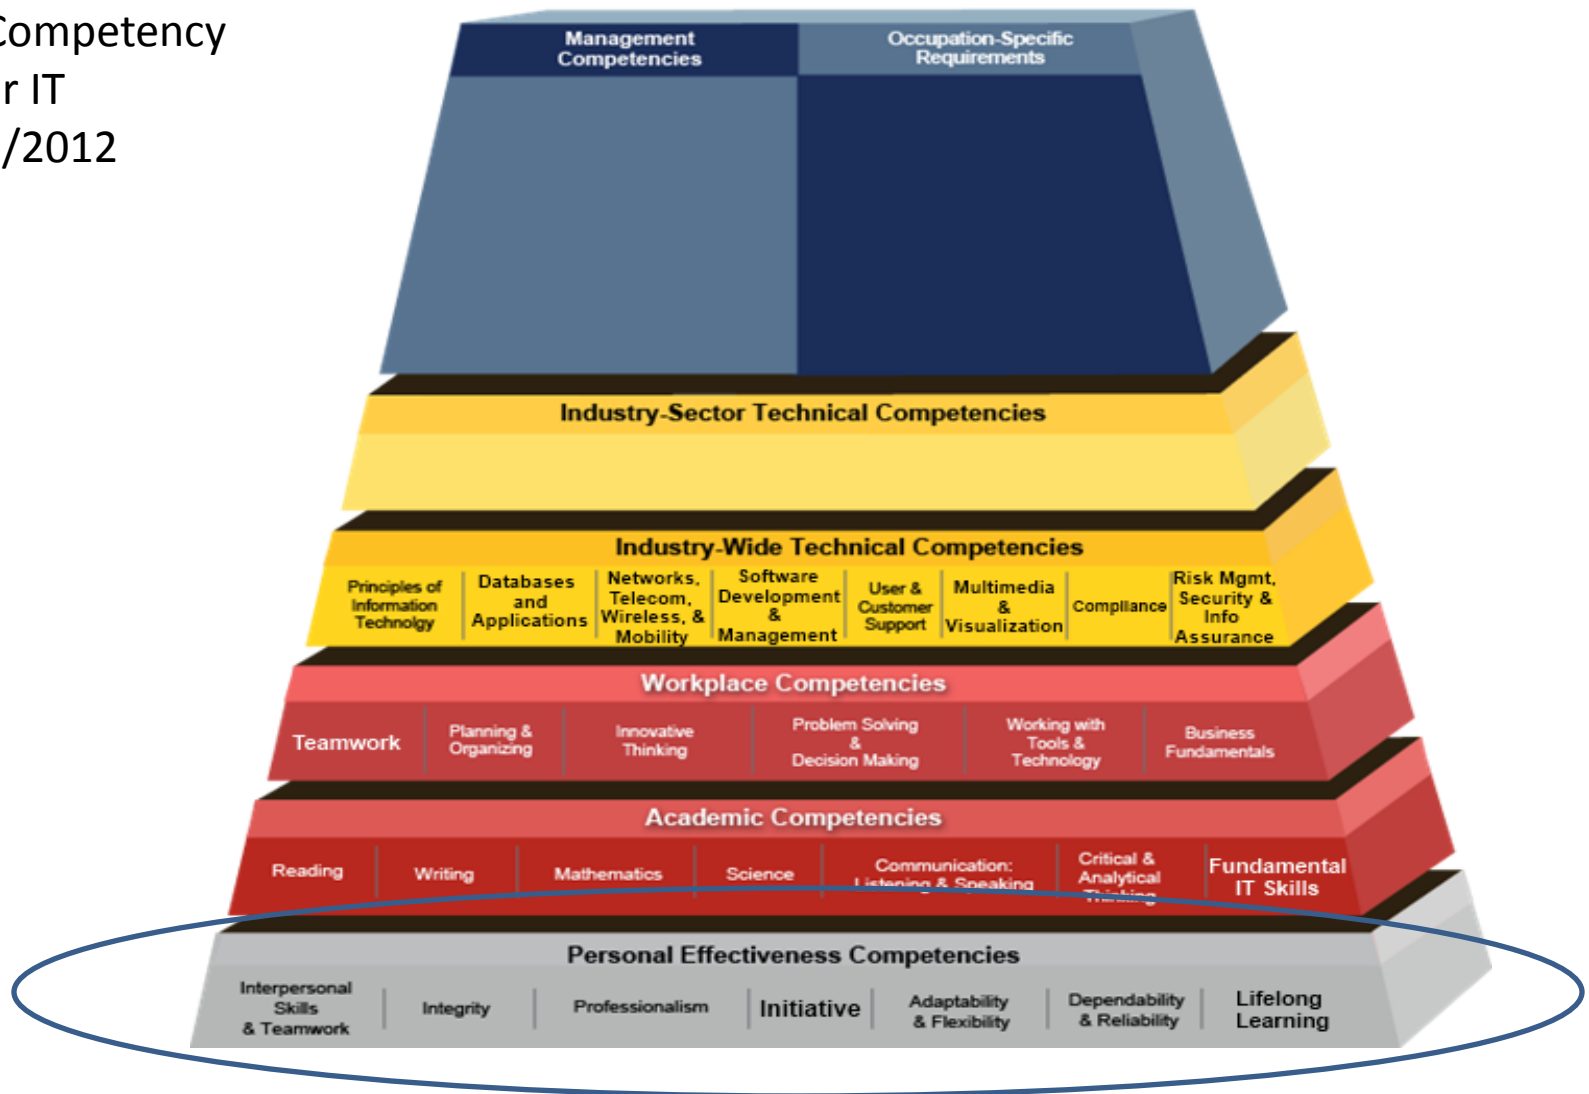 Competency
r IT
/2012
Management
Competencies
Occupation-Specific
Requirements
Industry-Sector Technical Competencies
Industry-Wide Technical Competencies
Principles of
Information
Technolgy
Databases
and
Applications
Networks,
Telecom,
Wireless, &
Mobility
Software
Development
&
Management
User &
Customer
Support
Multimedia
&
Visualization
Compliance
Risk Mgmt,
Security &
Info
Assurance
Workplace Competencies
Teamwork
Planning &
Organizing
Innovative
Thinking
Problem Solving
&
Decision Making
Working with
Tools &
Technology
Business
Fundamentals
Academic Competencies
Reading
Writing
Mathematics
Science
Communication:
Listening & Speaking
Critical &
Analytical
Thinking
Fundamental
IT Skills
Personal Effectiveness Competencies
Interpersonal
Skills
& Teamwork
Integrity
Professionalism
Initiative
Adaptability
& Flexibility
Dependability
& Reliability
Lifelong
Learning